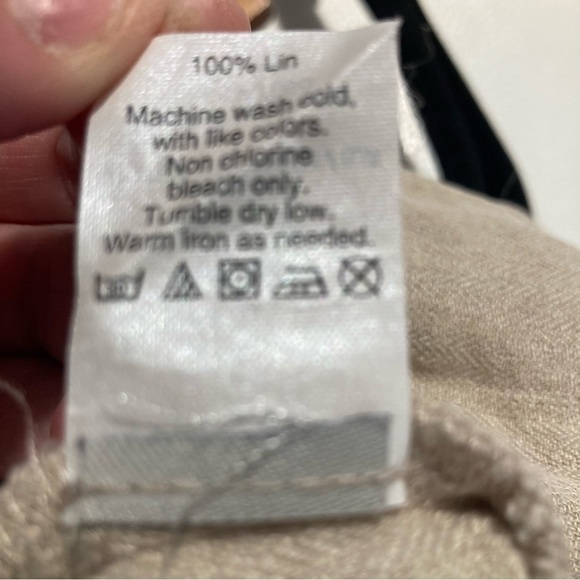 100% Lin
Machine wash cold,
with like colors.
Non chlorine
bleach only.
Tumble dry low.
Warm iron as needed.
30